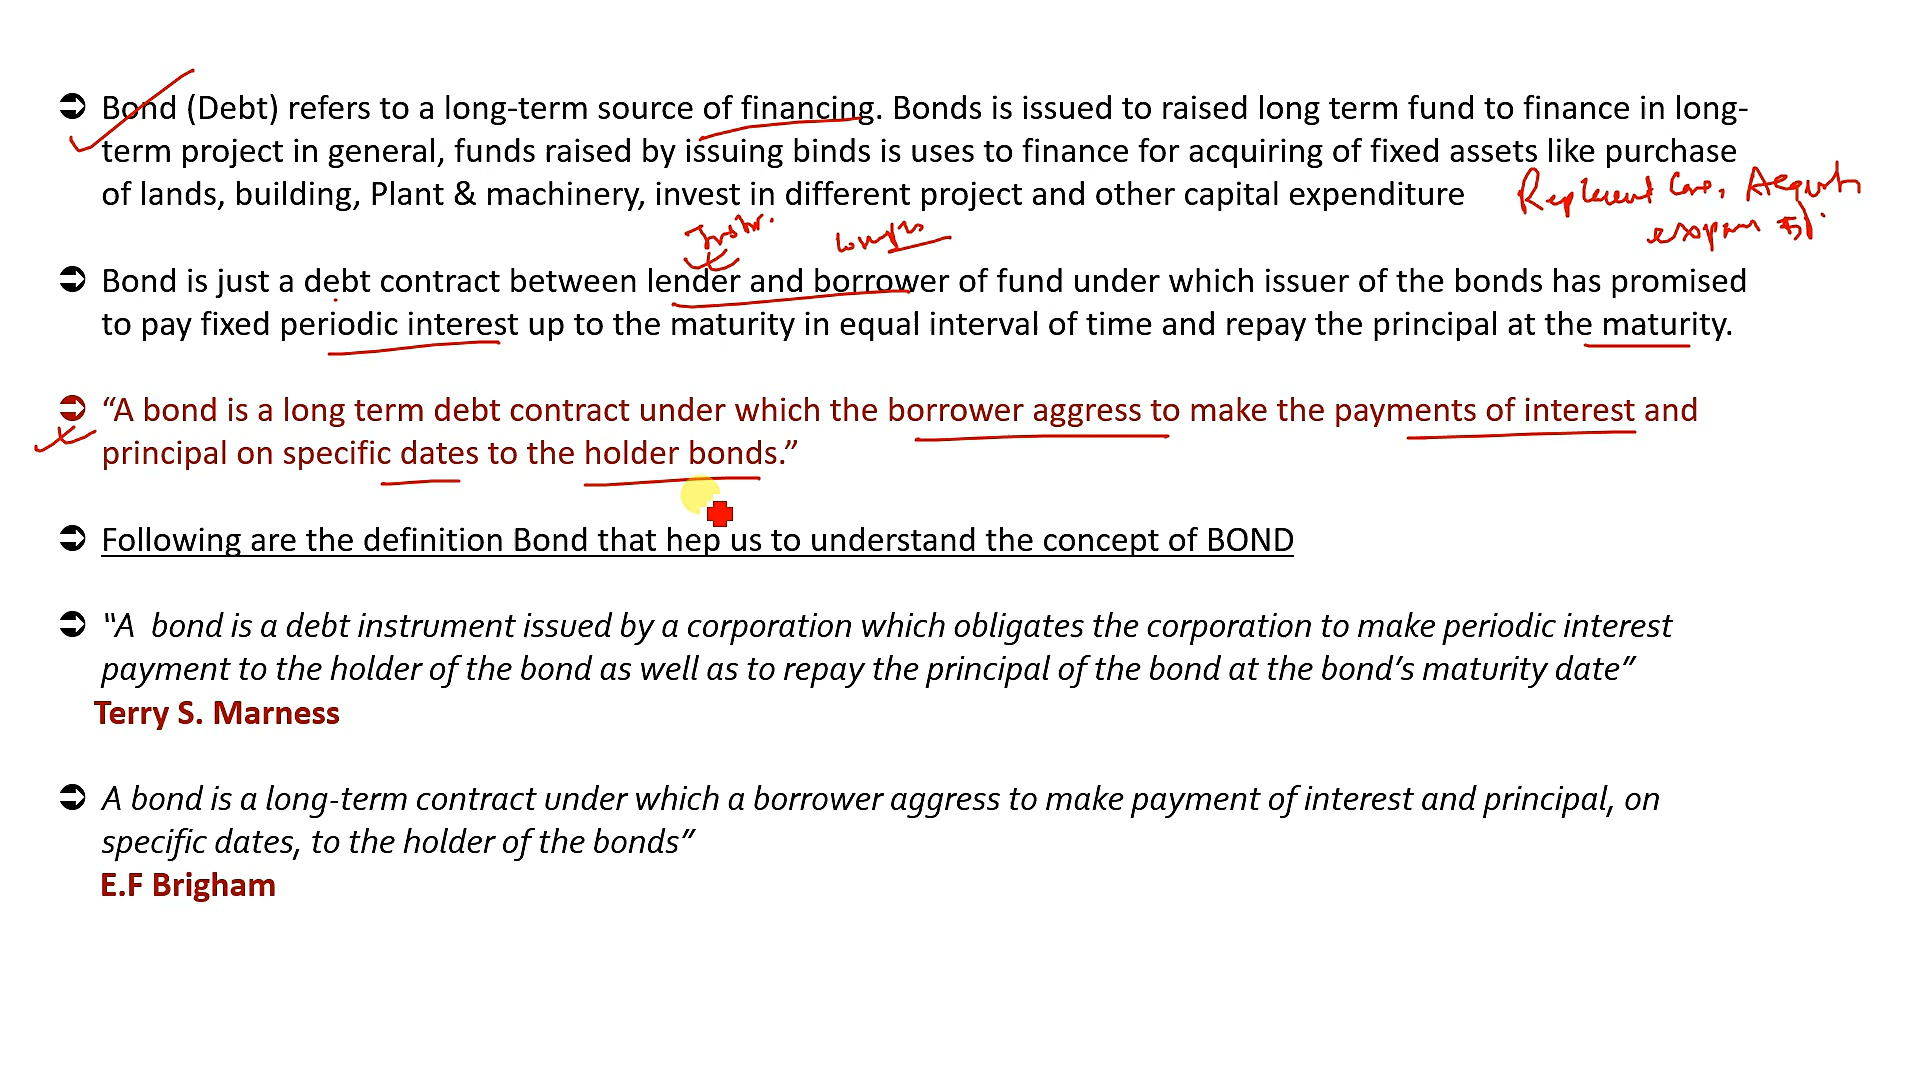 Bond (Debt) refers to a long-term source of financing. Bonds is issued to raised long term fund to finance in long-
term project in general, funds raised by issuing binds is uses to finance for acquiring of fixed assets like purchase
of lands, building, Plant & machinery, invest in different project and other capital expenditure
Bond is just a debt contract between lender and borrower of fund under which issuer of the bonds has promised
to pay fixed periodic interest up to the maturity in equal interval of time and repay the principal at the maturity.
“A bond is a long term debt contract under which the borrower aggress to make the payments of interest and
principal on specific dates to the holder bonds.”
Following are the definition Bond that hep us to understand the concept of BOND
“A bond is a debt instrument issued by a corporation which obligates the corporation to make periodic interest
payment to the holder of the bond as well as to repay the principal of the bond at the bond’s maturity date”
Terry S. Marness
A bond is a long-term contract under which a borrower aggress to make payment of interest and principal, on
specific dates, to the holder of the bonds”
E.F Brigham